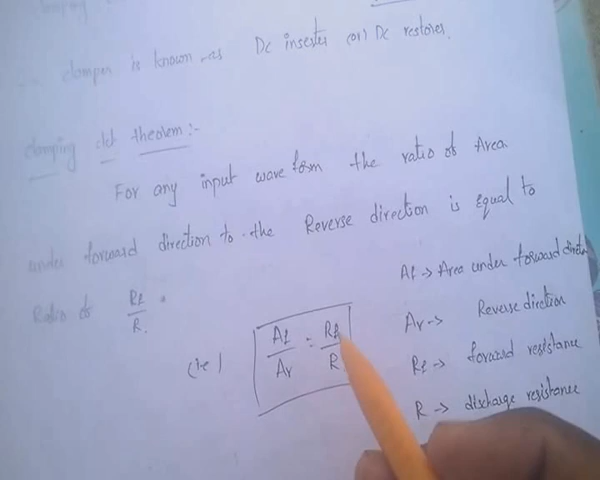 clamper is known as Dc inserter (or) Dc restorer.
clamping ckt theorem:-
For any input wave form the ratio of Area
under forward direction to the Reverse direction is equal to
Ratio of Rf/R.
(ie) Af/Ar = Rf/R
Af -> Area under forward direction
Ar -> Reverse direction
Rf -> forward resistance
R -> discharge resistance